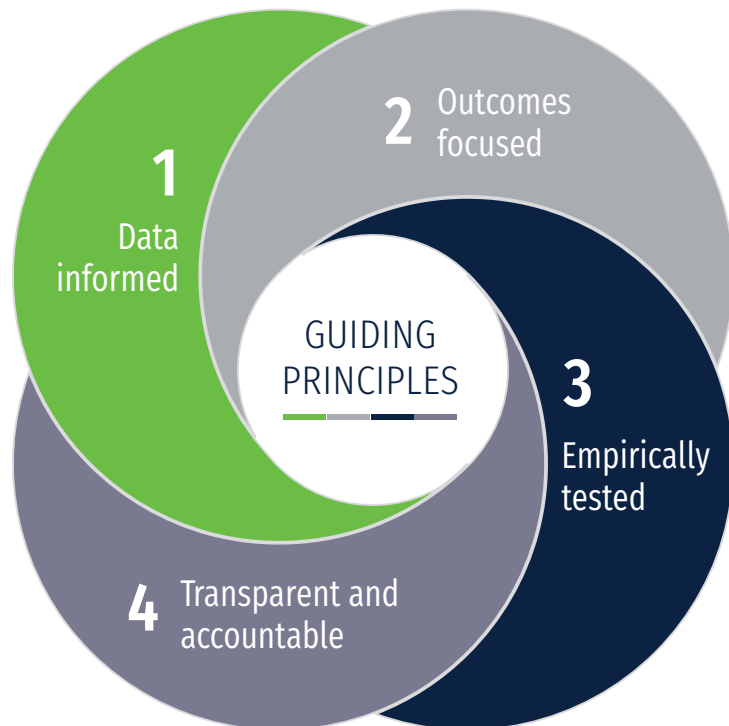 1
Data
informed
2
Outcomes
focused
GUIDING
PRINCIPLES
3
Empirically
tested
4
Transparent and
accountable